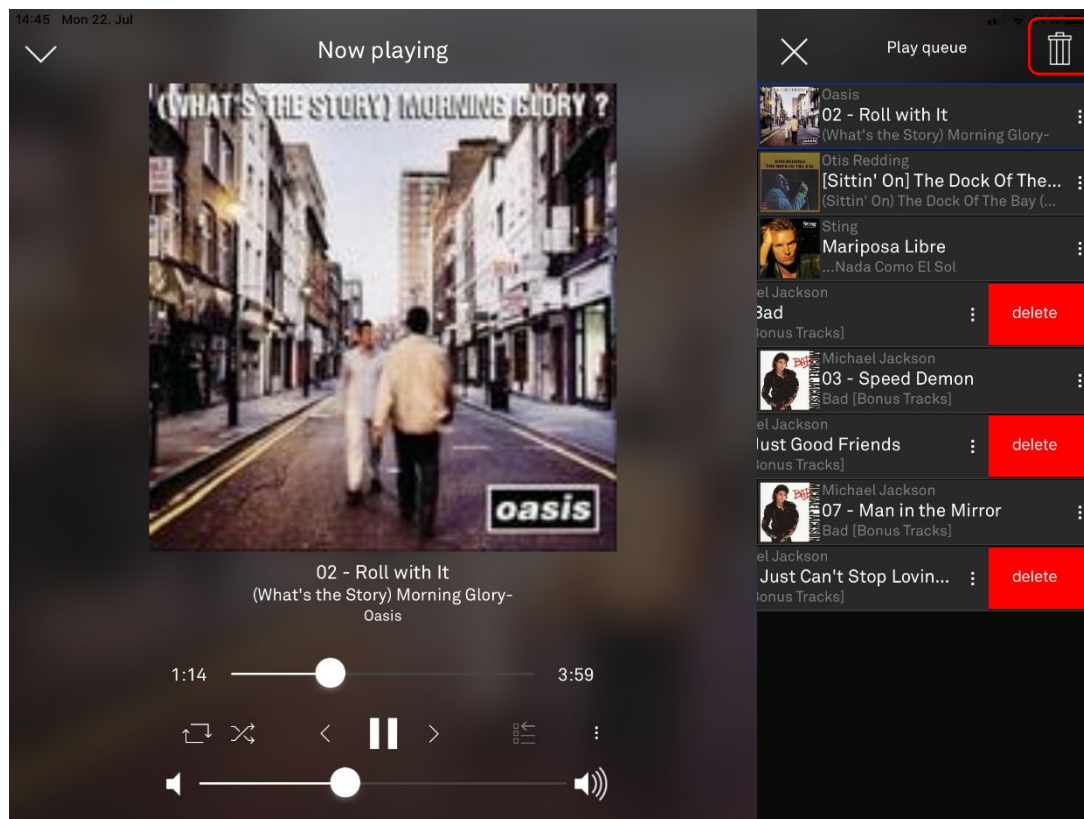 14:45 Mon 22. Jul
Now playing
(WHAT'S THE STORY) MORNING GLORY ?
oasis
02 - Roll with It
(What's the Story) Morning Glory-
Oasis
1:14
3:59
Play queue
Oasis
02 - Roll with It
(What's the Story) Morning Glory-
Otis Redding
[Sittin' On] The Dock Of The...
(Sittin' On) The Dock Of The Bay (...
Sting
Mariposa Libre
...Nada Como El Sol
el Jackson
Bad
Bonus Tracks]
delete
Michael Jackson
03 - Speed Demon
Bad [Bonus Tracks]
el Jackson
Just Good Friends
Bonus Tracks]
delete
Michael Jackson
07 - Man in the Mirror
Bad [Bonus Tracks]
el Jackson
Just Can't Stop Lovin...
Bonus Tracks]
delete